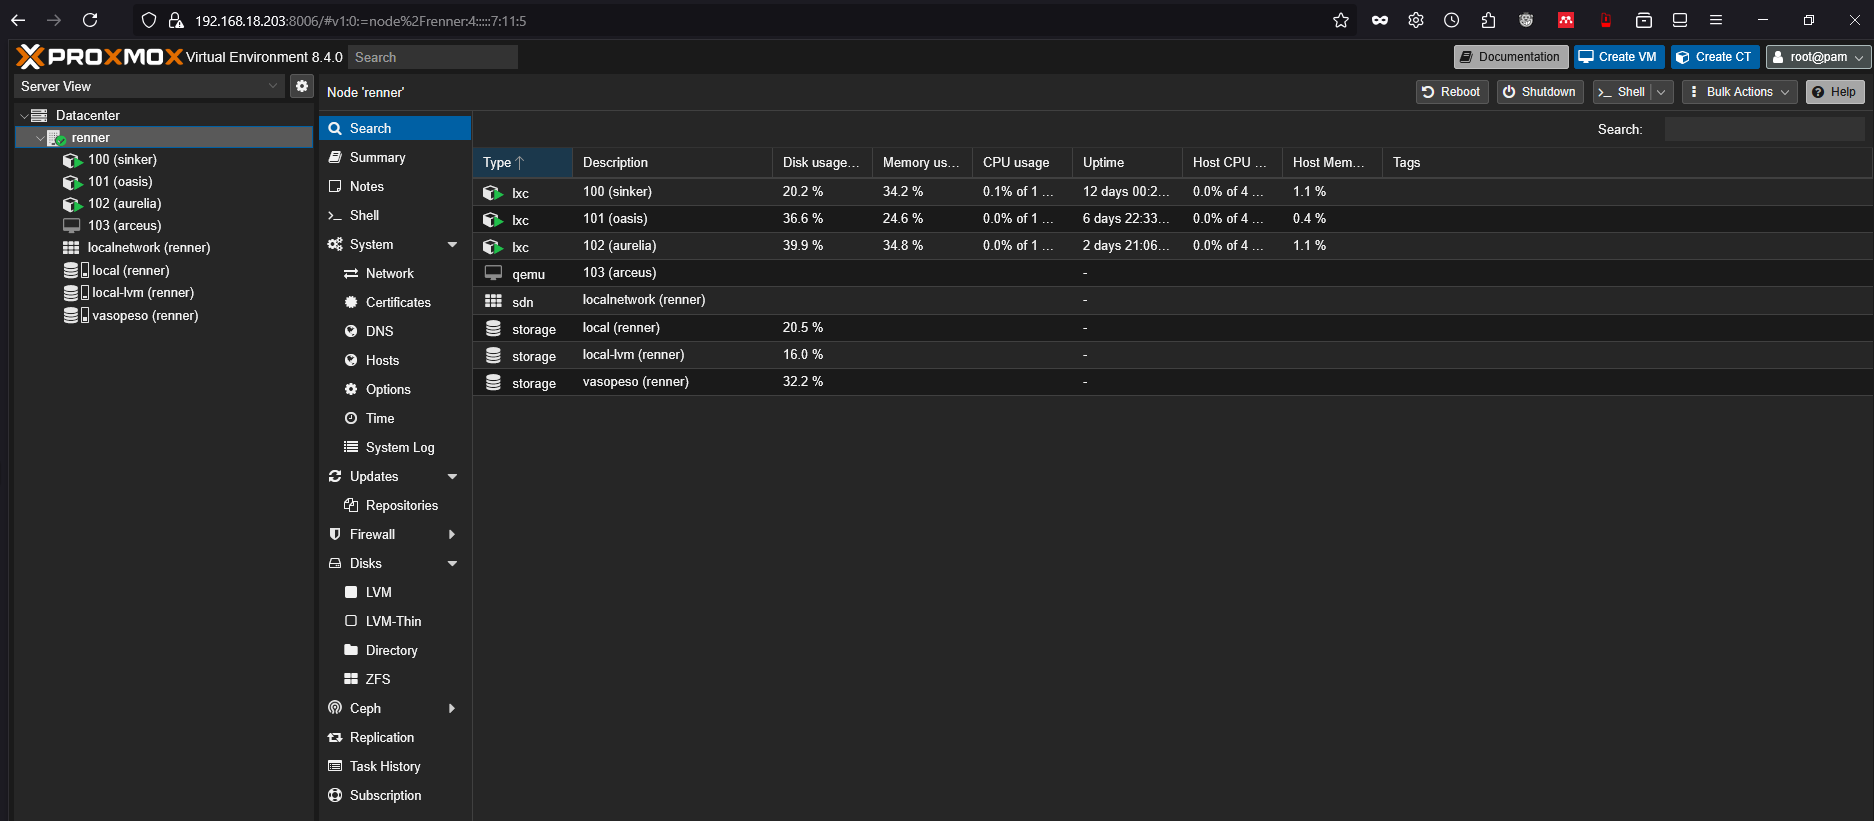 192.168.18.203:8006/#v1:0:=node%2Frenner:4:::::7:11:5
PROXMOX Virtual Environment 8.4.0 Search
Documentation Create VM Create CT root@pam
Server View
Node 'renner'
Reboot Shutdown Shell Bulk Actions Help
Datacenter
renner
100 (sinker)
101 (oasis)
102 (aurelia)
103 (arceus)
localnetwork (renner)
local (renner)
local-lvm (renner)
vasopeso (renner)
Search
Summary
Notes
Shell
System
Network
Certificates
DNS
Hosts
Options
Time
System Log
Updates
Repositories
Firewall
Disks
LVM
LVM-Thin
Directory
ZFS
Ceph
Replication
Task History
Subscription
Search:
Type Description Disk usage... Memory us... CPU usage Uptime Host CPU ... Host Mem... Tags
lxc 100 (sinker) 20.2 % 34.2 % 0.1% of 1 ... 12 days 00:2... 0.0% of 4 ... 1.1 %
lxc 101 (oasis) 36.6 % 24.6 % 0.0% of 1 ... 6 days 22:33... 0.0% of 4 ... 0.4 %
lxc 102 (aurelia) 39.9 % 34.8 % 0.0% of 1 ... 2 days 21:06... 0.0% of 4 ... 1.1 %
qemu 103 (arceus) -
sdn localnetwork (renner) -
storage local (renner) 20.5 % -
storage local-lvm (renner) 16.0 % -
storage vasopeso (renner) 32.2 % -